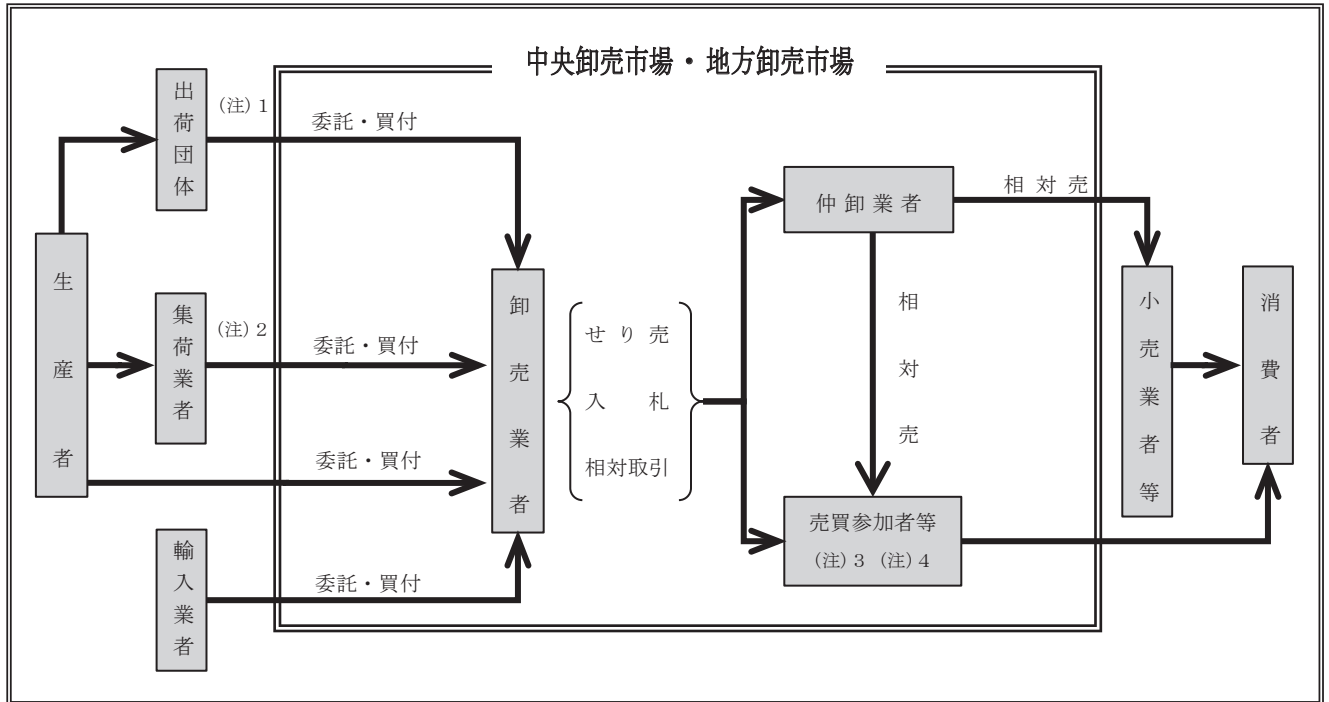 中央卸売市場・地方卸売市場
出荷団体
(注)1
委託・買付
生産者
集荷業者
(注)2
委託・買付
委託・買付
輸入業者
委託・買付
卸売業者
せり売
入札
相対取引
仲卸業者
相対売
相対売
売買参加者等
(注)3 (注)4
小売業者等
消費者